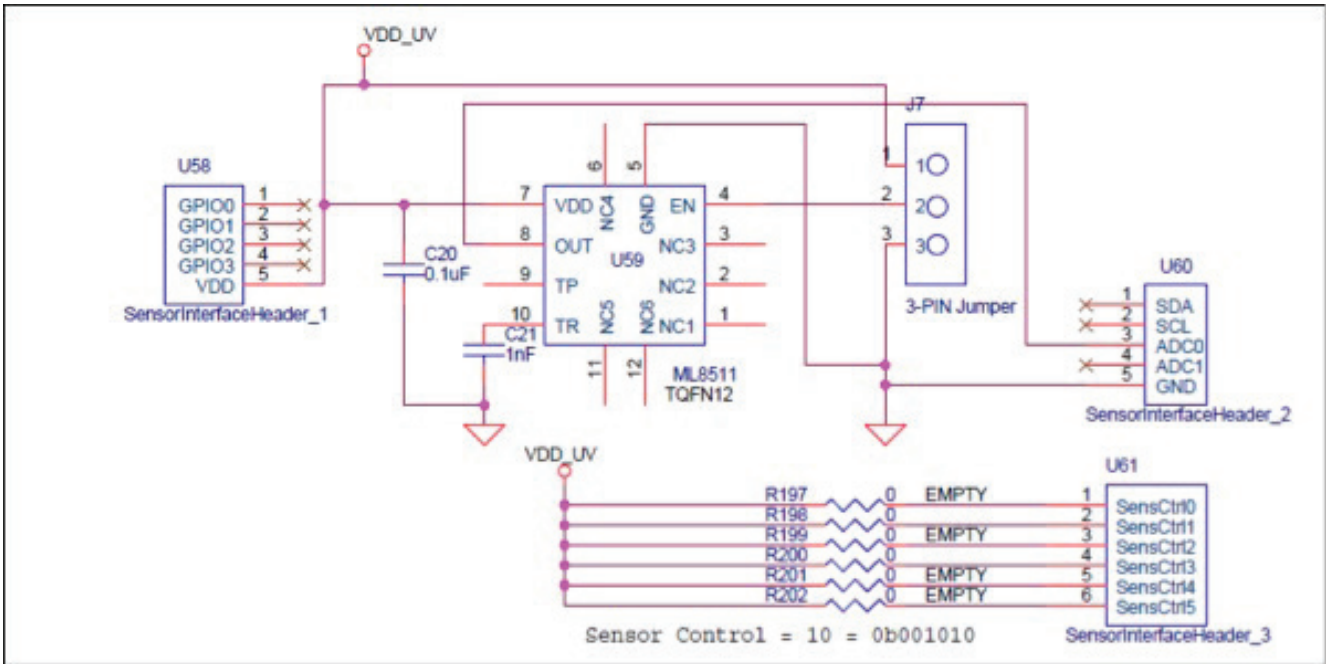 VDD_UV
J7
U58
GPIO0 1
GPIO1 2
GPIO2 3
GPIO3 4
VDD 5
SensorInterfaceHeader_1
C20
0.1uF
C21
1nF
6 5
NC4 GND
7 VDD EN 4
8 OUT NC3 3
9 TP NC2 2
10 TR NC1 1
U59
NC5 NC6
11 12
ML8511
TQFN12
1 1
2 2
3 3
3-PIN Jumper
U60
1 SDA
2 SCL
3 ADC0
4 ADC1
5 GND
SensorInterfaceHeader_2
VDD_UV
U61
R197 0 EMPTY 1 SensCtrl0
R198 0 2 SensCtrl1
R199 0 EMPTY 3 SensCtrl2
R200 0 4 SensCtrl3
R201 0 EMPTY 5 SensCtrl4
R202 0 EMPTY 6 SensCtrl5
Sensor Control = 10 = 0b001010
SensorInterfaceHeader_3